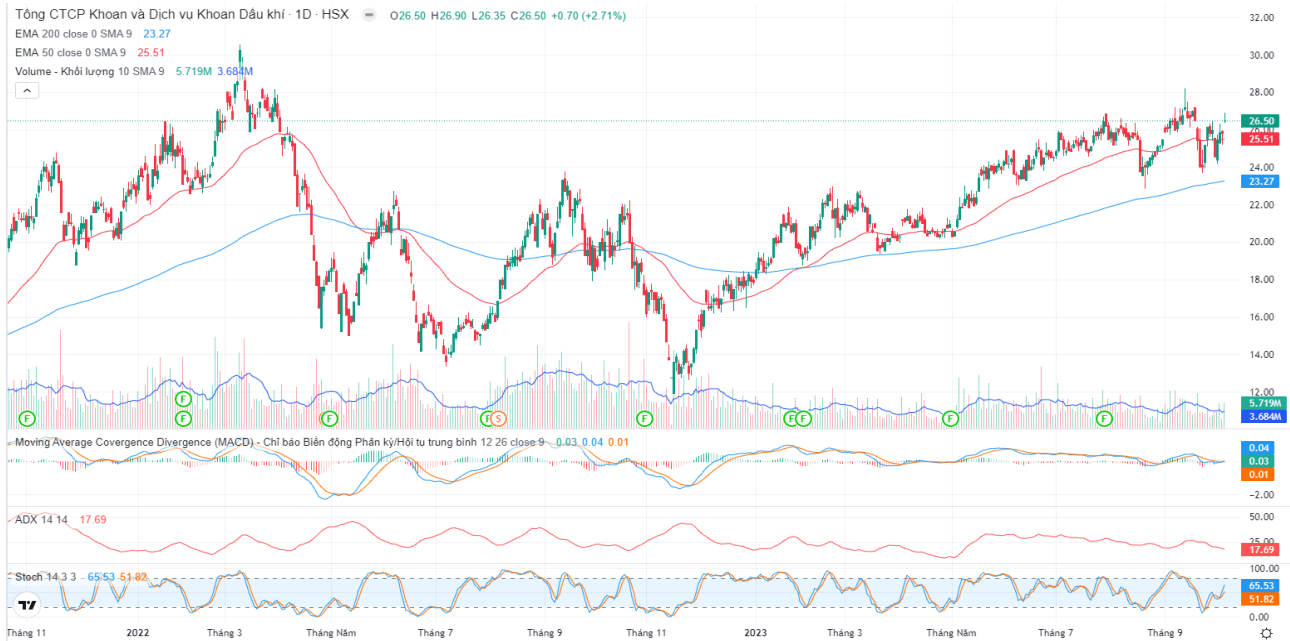 Tổng CTCP Khoan và Dịch vụ Khoan Dầu khí · 1D · HSX O26.50 H26.90 L26.35 C26.50 +0.70 (+2.71%)
EMA 200 close 0 SMA 9 23.27
EMA 50 close 0 SMA 9 25.51
Volume - Khối lượng 10 SMA 9 5.719M 3.684M
32.00
30.00
28.00
26.50
26.00
25.51
24.00
23.27
22.00
20.00
18.00
16.00
14.00
12.00
5.719M
3.684M
F F F F F S F F F F F
Moving Average Covergence Divergence (MACD) - Chỉ báo Biến động Phân kỳ/Hội tụ trung bình 12 26 close 9 0.03 0.04 0.01
0.04
0.03
0.01
−2.00
ADX 14 14 17.69
50.00
25.00
17.69
Stoch 14 3 3 65.53 51.82
100.00
65.53
51.82
0.00
Tháng 11 2022 Tháng 3 Tháng Năm Tháng 7 Tháng 9 Tháng 11 2023 Tháng 3 Tháng Năm Tháng 7 Tháng 9